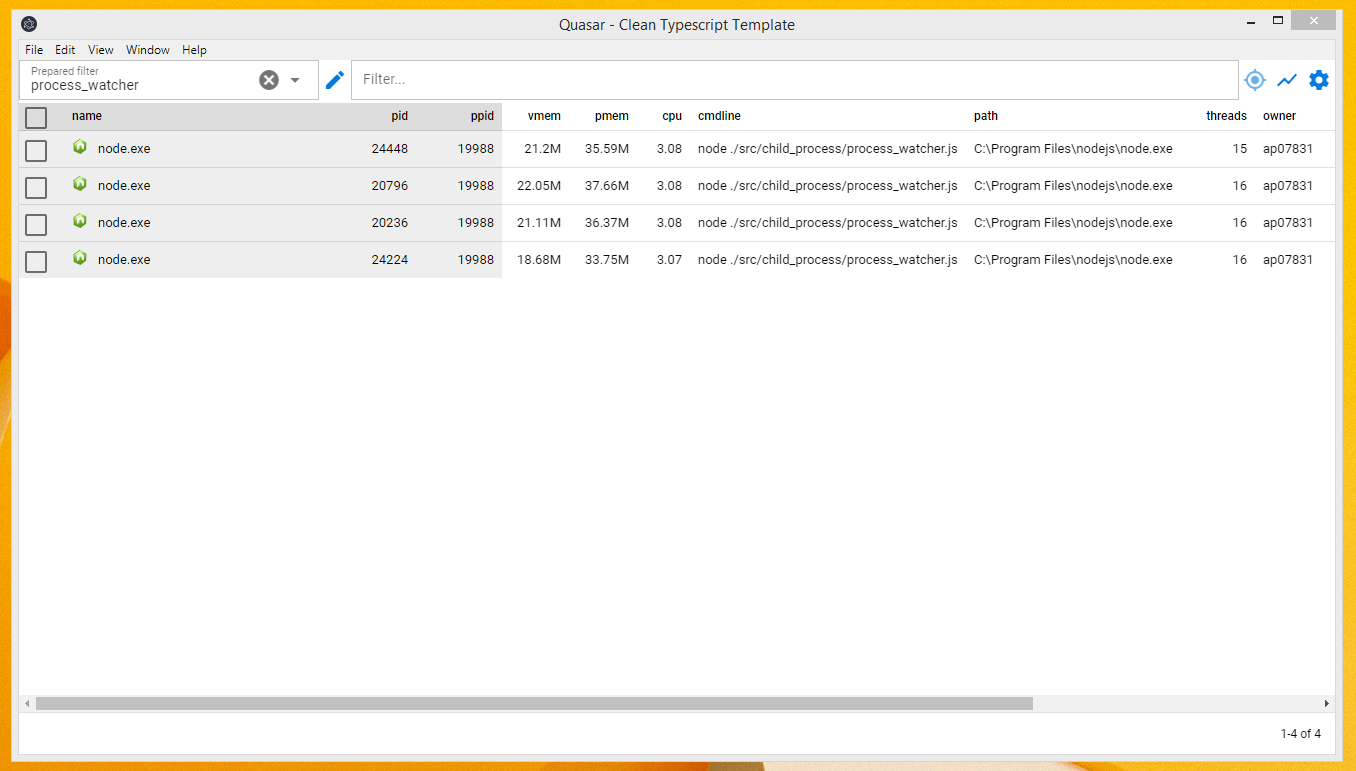 Quasar - Clean Typescript Template
File Edit View Window Help
Prepared filter
process_watcher
Filter...
name pid ppid vmem pmem cpu cmdline path threads owner
node.exe 24448 19988 21.2M 35.59M 3.08 node ./src/child_process/process_watcher.js C:\Program Files\nodejs\node.exe 15 ap07831
node.exe 20796 19988 22.05M 37.66M 3.08 node ./src/child_process/process_watcher.js C:\Program Files\nodejs\node.exe 16 ap07831
node.exe 20236 19988 21.11M 36.37M 3.08 node ./src/child_process/process_watcher.js C:\Program Files\nodejs\node.exe 16 ap07831
node.exe 24224 19988 18.68M 33.75M 3.07 node ./src/child_process/process_watcher.js C:\Program Files\nodejs\node.exe 16 ap07831
1-4 of 4